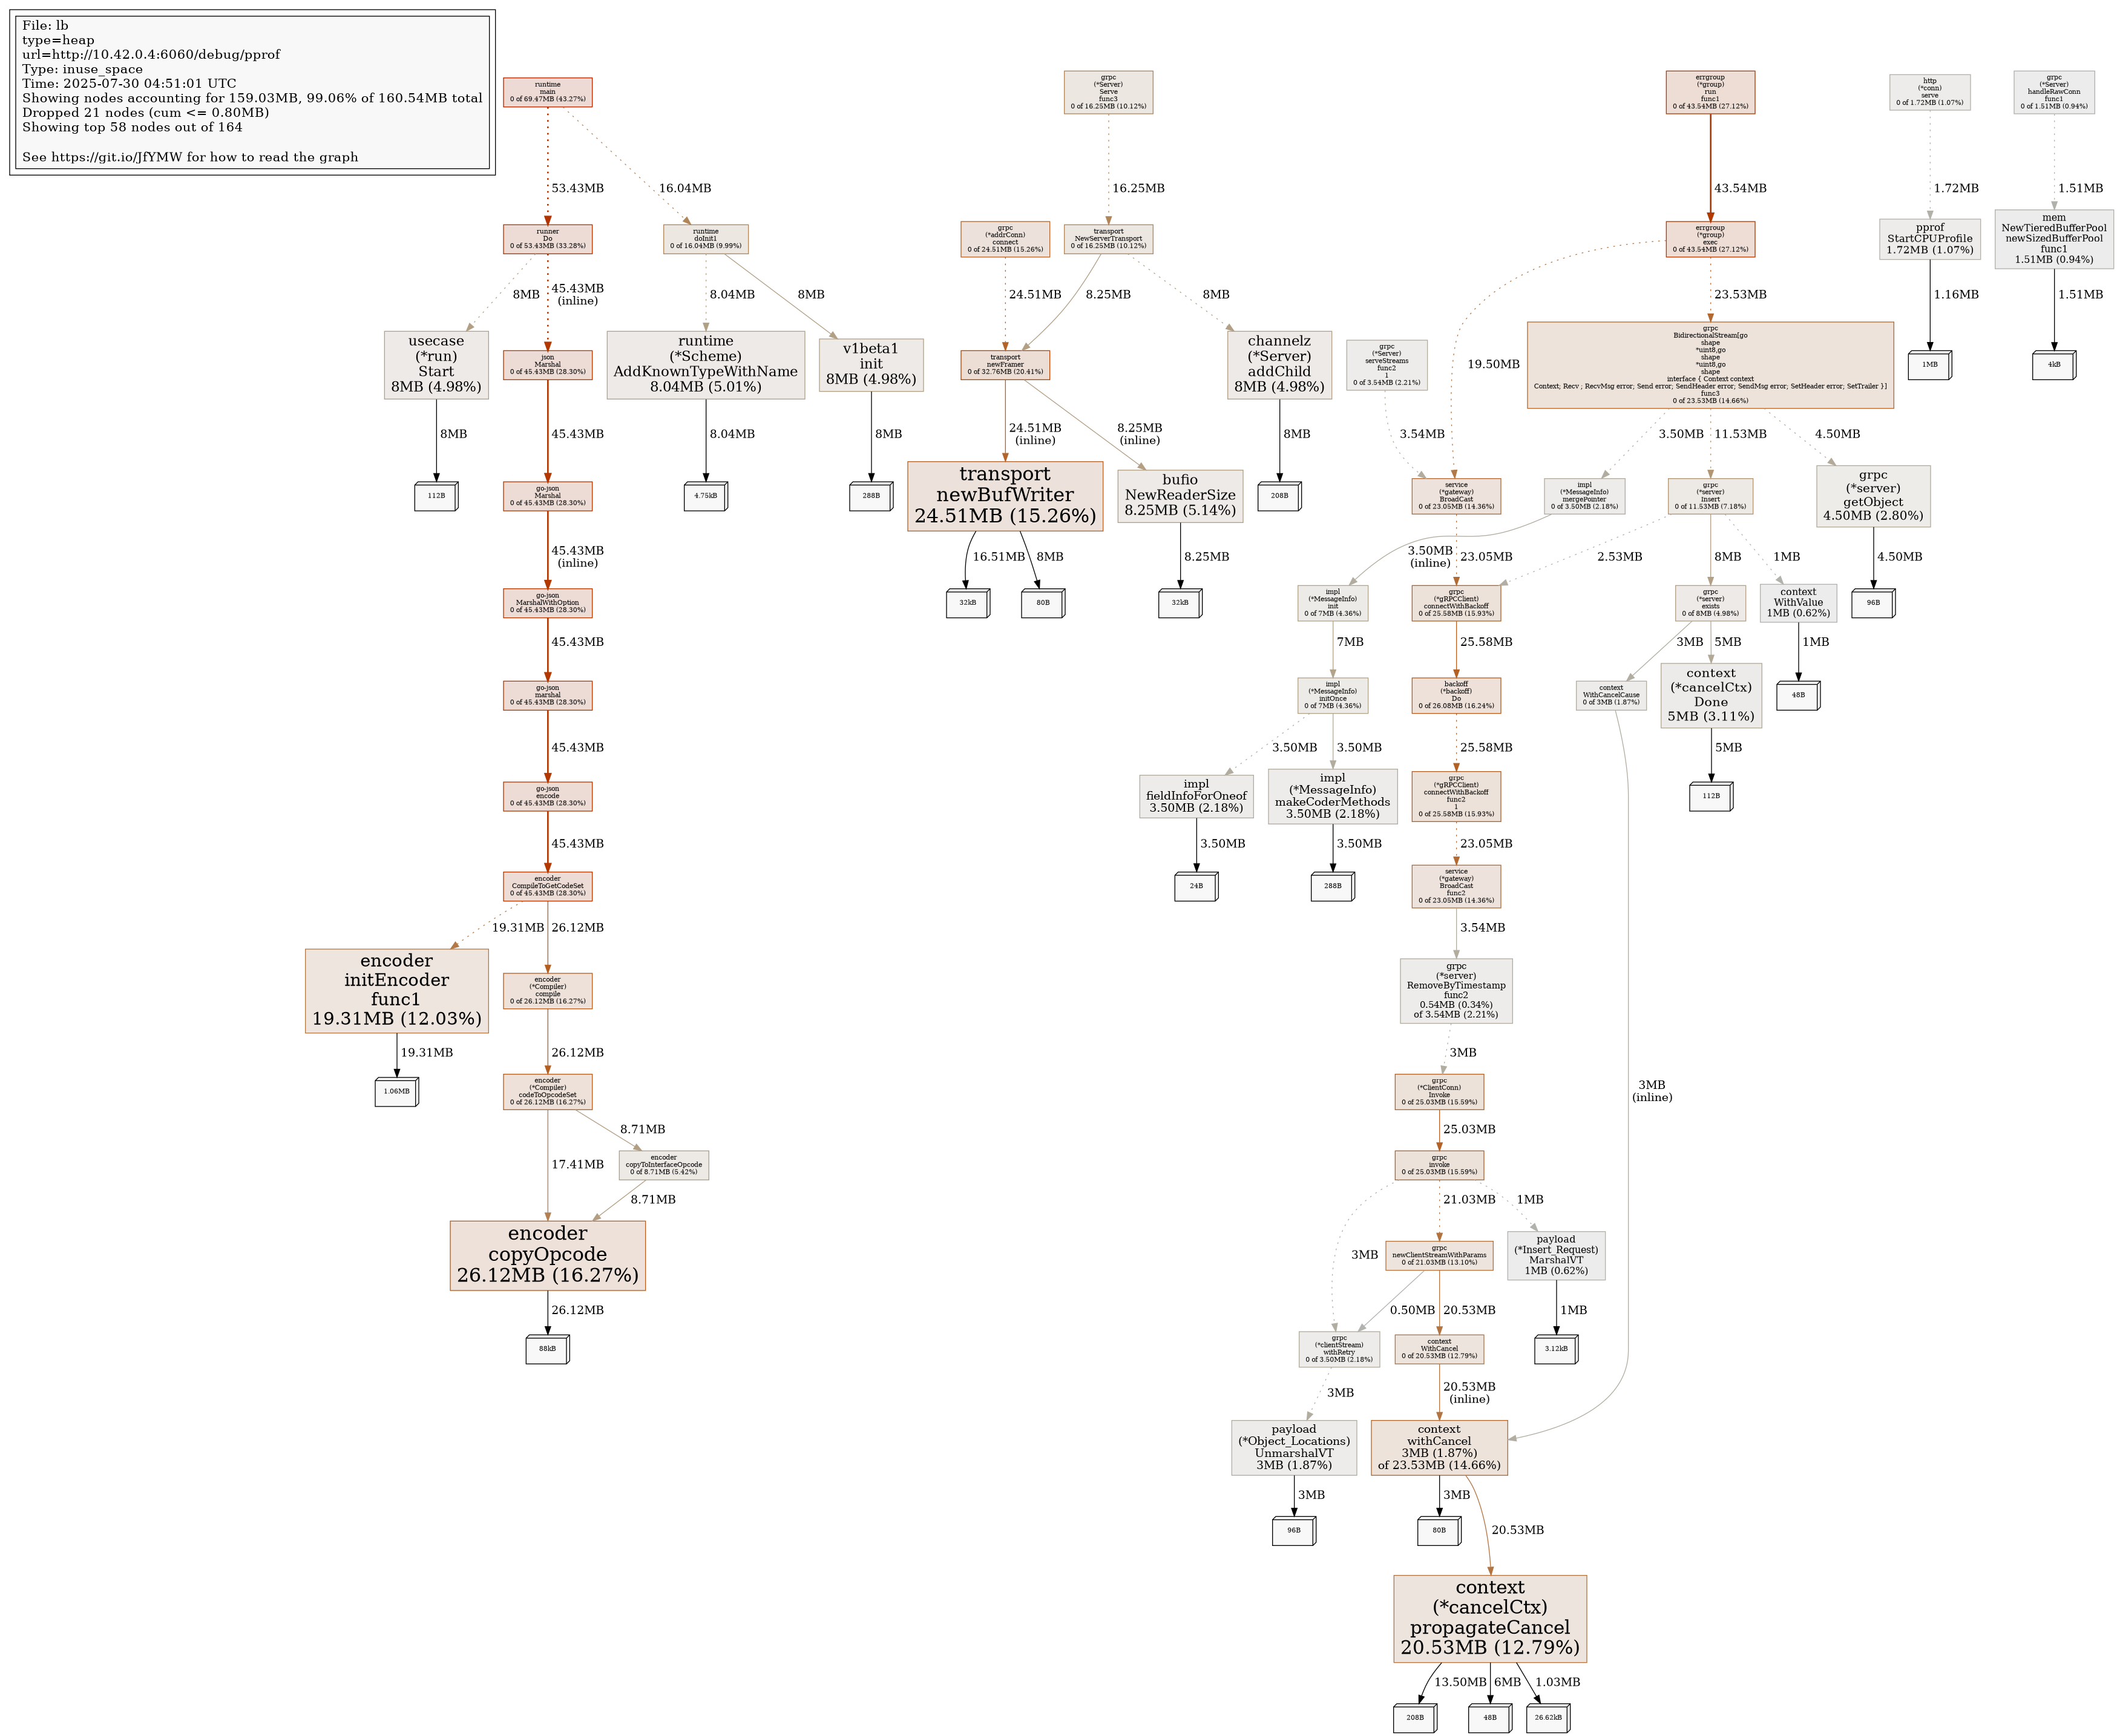 File: lb
type=heap
url=http://10.42.0.4:6060/debug/pprof
Type: inuse_space
Time: 2025-07-30 04:51:01 UTC
Showing nodes accounting for 159.03MB, 99.06% of 160.54MB total
Dropped 21 nodes (cum <= 0.80MB)
Showing top 58 nodes out of 164
See https://git.io/JfYMW for how to read the graph
runtime
main
0 of 69.47MB (43.27%)
grpc
(*Server)
Serve
func3
0 of 16.25MB (10.12%)
errgroup
(*group)
run
func1
0 of 43.54MB (27.12%)
http
(*conn)
serve
0 of 1.72MB (1.07%)
grpc
(*Server)
handleRawConn
func1
0 of 1.51MB (0.94%)
53.43MB
16.04MB
16.25MB
43.54MB
1.72MB
1.51MB
runner
Do
0 of 53.43MB (33.28%)
runtime
doInit1
0 of 16.04MB (9.99%)
grpc
(*addrConn)
connect
0 of 24.51MB (15.26%)
transport
NewServerTransport
0 of 16.25MB (10.12%)
errgroup
(*group)
exec
0 of 43.54MB (27.12%)
pprof
StartCPUProfile
1.72MB (1.07%)
mem
NewTieredBufferPool
newSizedBufferPool
func1
1.51MB (0.94%)
8MB
45.43MB
(inline)
8.04MB
8MB
24.51MB
8.25MB
8MB
19.50MB
23.53MB
1.16MB
1.51MB
usecase
(*run)
Start
8MB (4.98%)
json
Marshal
0 of 45.43MB (28.30%)
runtime
(*Scheme)
AddKnownTypeWithName
8.04MB (5.01%)
v1beta1
init
8MB (4.98%)
transport
newFramer
0 of 32.76MB (20.41%)
channelz
(*Server)
addChild
8MB (4.98%)
grpc
(*Server)
serveStreams
func2
1
0 of 3.54MB (2.21%)
grpc
BidirectionalStream[go
shape
*uint8,go
shape
*uint8,go
shape
interface { Context context
Context; Recv ; RecvMsg error; Send error; SendHeader error; SendMsg error; SetHeader error; SetTrailer }]
func3
0 of 23.53MB (14.66%)
1MB
4kB
8MB
45.43MB
8.04MB
8MB
24.51MB
(inline)
8.25MB
(inline)
8MB
3.54MB
3.50MB
11.53MB
4.50MB
112B
go-json
Marshal
0 of 45.43MB (28.30%)
4.75kB
288B
transport
newBufWriter
24.51MB (15.26%)
bufio
NewReaderSize
8.25MB (5.14%)
208B
service
(*gateway)
BroadCast
0 of 23.05MB (14.36%)
impl
(*MessageInfo)
mergePointer
0 of 3.50MB (2.18%)
grpc
(*server)
Insert
0 of 11.53MB (7.18%)
grpc
(*server)
getObject
4.50MB (2.80%)
45.43MB
(inline)
16.51MB
8MB
8.25MB
3.50MB
(inline)
23.05MB
2.53MB
8MB
1MB
4.50MB
go-json
MarshalWithOption
0 of 45.43MB (28.30%)
32kB
80B
32kB
impl
(*MessageInfo)
init
0 of 7MB (4.36%)
grpc
(*gRPCClient)
connectWithBackoff
0 of 25.58MB (15.93%)
grpc
(*server)
exists
0 of 8MB (4.98%)
context
WithValue
1MB (0.62%)
96B
45.43MB
7MB
25.58MB
3MB
5MB
1MB
go-json
marshal
0 of 45.43MB (28.30%)
impl
(*MessageInfo)
initOnce
0 of 7MB (4.36%)
backoff
(*backoff)
Do
0 of 26.08MB (16.24%)
context
WithCancelCause
0 of 3MB (1.87%)
context
(*cancelCtx)
Done
5MB (3.11%)
48B
45.43MB
3.50MB
3.50MB
25.58MB
5MB
go-json
encode
0 of 45.43MB (28.30%)
impl
fieldInfoForOneof
3.50MB (2.18%)
impl
(*MessageInfo)
makeCoderMethods
3.50MB (2.18%)
grpc
(*gRPCClient)
connectWithBackoff
func2
1
0 of 25.58MB (15.93%)
112B
45.43MB
3.50MB
3.50MB
23.05MB
encoder
CompileToGetCodeSet
0 of 45.43MB (28.30%)
24B
288B
service
(*gateway)
BroadCast
func2
0 of 23.05MB (14.36%)
19.31MB
26.12MB
3.54MB
encoder
initEncoder
func1
19.31MB (12.03%)
encoder
(*Compiler)
compile
0 of 26.12MB (16.27%)
grpc
(*server)
RemoveByTimestamp
func2
0.54MB (0.34%)
of 3.54MB (2.21%)
19.31MB
26.12MB
3MB
3MB
(inline)
1.06MB
encoder
(*Compiler)
codeToOpcodeSet
0 of 26.12MB (16.27%)
grpc
(*ClientConn)
Invoke
0 of 25.03MB (15.59%)
17.41MB
8.71MB
25.03MB
encoder
copyToInterfaceOpcode
0 of 8.71MB (5.42%)
grpc
invoke
0 of 25.03MB (15.59%)
8.71MB
3MB
21.03MB
1MB
encoder
copyOpcode
26.12MB (16.27%)
grpc
newClientStreamWithParams
0 of 21.03MB (13.10%)
payload
(*Insert_Request)
MarshalVT
1MB (0.62%)
26.12MB
0.50MB
20.53MB
1MB
88kB
grpc
(*clientStream)
withRetry
0 of 3.50MB (2.18%)
context
WithCancel
0 of 20.53MB (12.79%)
3.12kB
3MB
20.53MB
(inline)
payload
(*Object_Locations)
UnmarshalVT
3MB (1.87%)
context
withCancel
3MB (1.87%)
of 23.53MB (14.66%)
3MB
3MB
20.53MB
96B
80B
context
(*cancelCtx)
propagateCancel
20.53MB (12.79%)
13.50MB
6MB
1.03MB
208B
48B
26.62kB